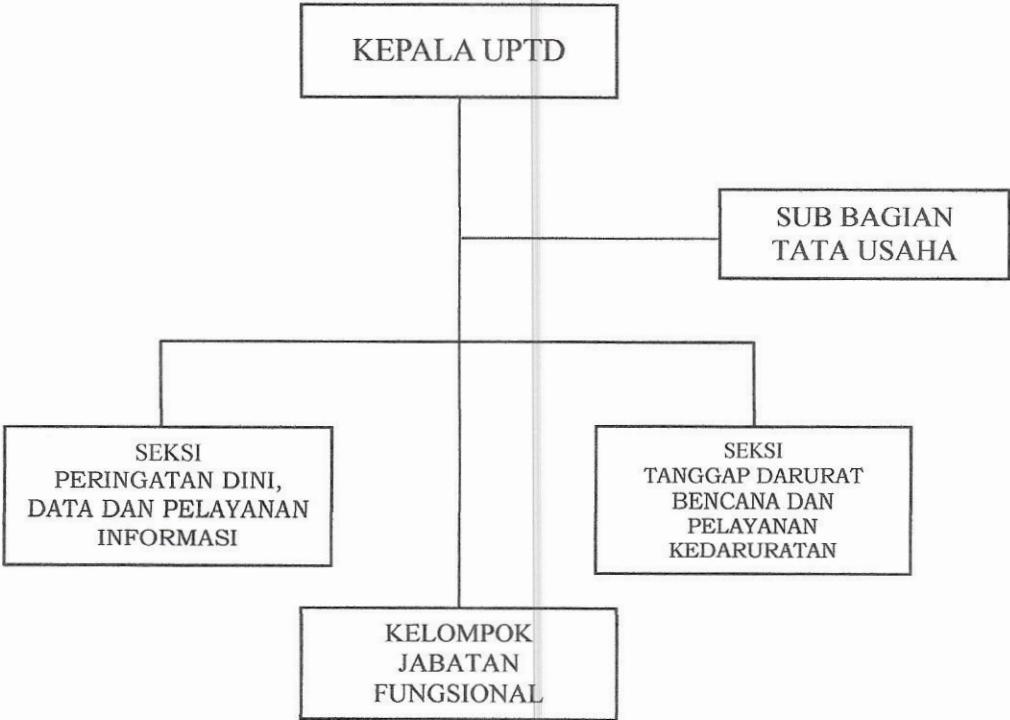 KEPALA UPTD
SUB BAGIAN
TATA USAHA
SEKSI
PERINGATAN DINI,
DATA DAN PELAYANAN
INFORMASI
SEKSI
TANGGAP DARURAT
BENCANA DAN
PELAYANAN
KEDARURATAN
KELOMPOK
JABATAN
FUNGSIONAL